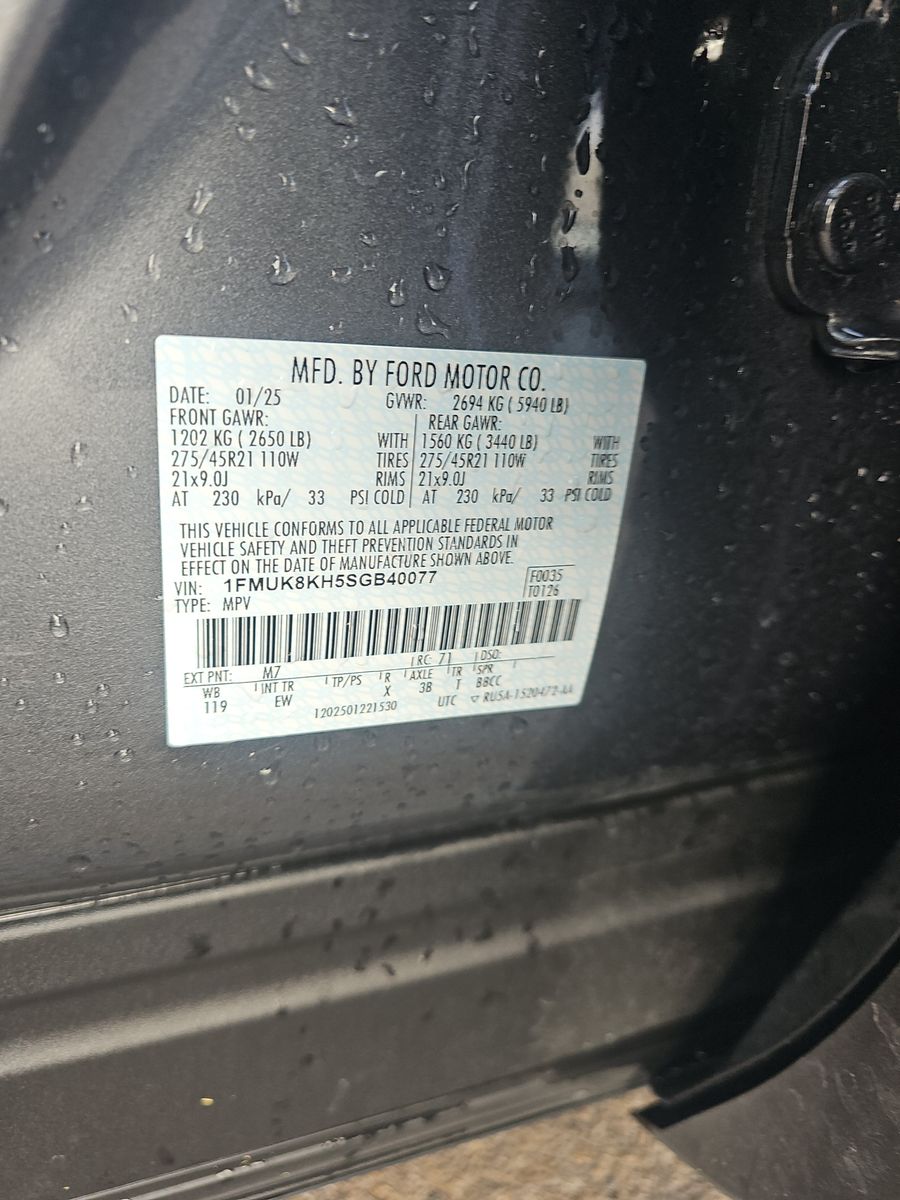 MFD. BY FORD MOTOR CO.
DATE: 01/25 GVWR: 2694 KG ( 5940 LB)
FRONT GAWR: REAR GAWR:
1202 KG ( 2650 LB) WITH 1560 KG ( 3440 LB) WITH
275/45R21 110W TIRES 275/45R21 110W TIRES
21x9.0J RIMS 21x9.0J RIMS
AT 230 kPa/ 33 PSI COLD AT 230 kPa/ 33 PSI COLD
THIS VEHICLE CONFORMS TO ALL APPLICABLE FEDERAL MOTOR
VEHICLE SAFETY AND THEFT PREVENTION STANDARDS IN
EFFECT ON THE DATE OF MANUFACTURE SHOWN ABOVE.
VIN: 1FMUK8KH5SGB40077 F0035
TYPE: MPV T0126
EXT PNT: M7 RC: 71 DSO:
WB INT TR TP/PS R AXLE TR SPR
119 EW X 3B T BBCC
1202501221530 UTC ▽ RU5A-1520472-AA